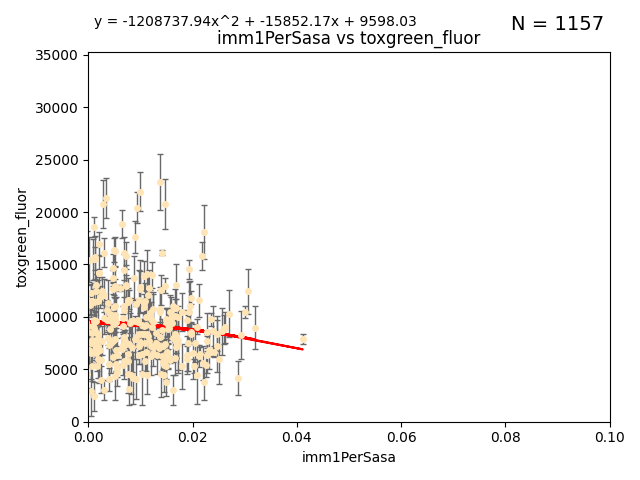 y = -1208737.94x^2 + -15852.17x + 9598.03
N = 1157
imm1PerSasa vs toxgreen_fluor
35000
30000
25000
20000
15000
10000
5000
0
toxgreen_fluor
0.00 0.02 0.04 0.06 0.08 0.10
imm1PerSasa